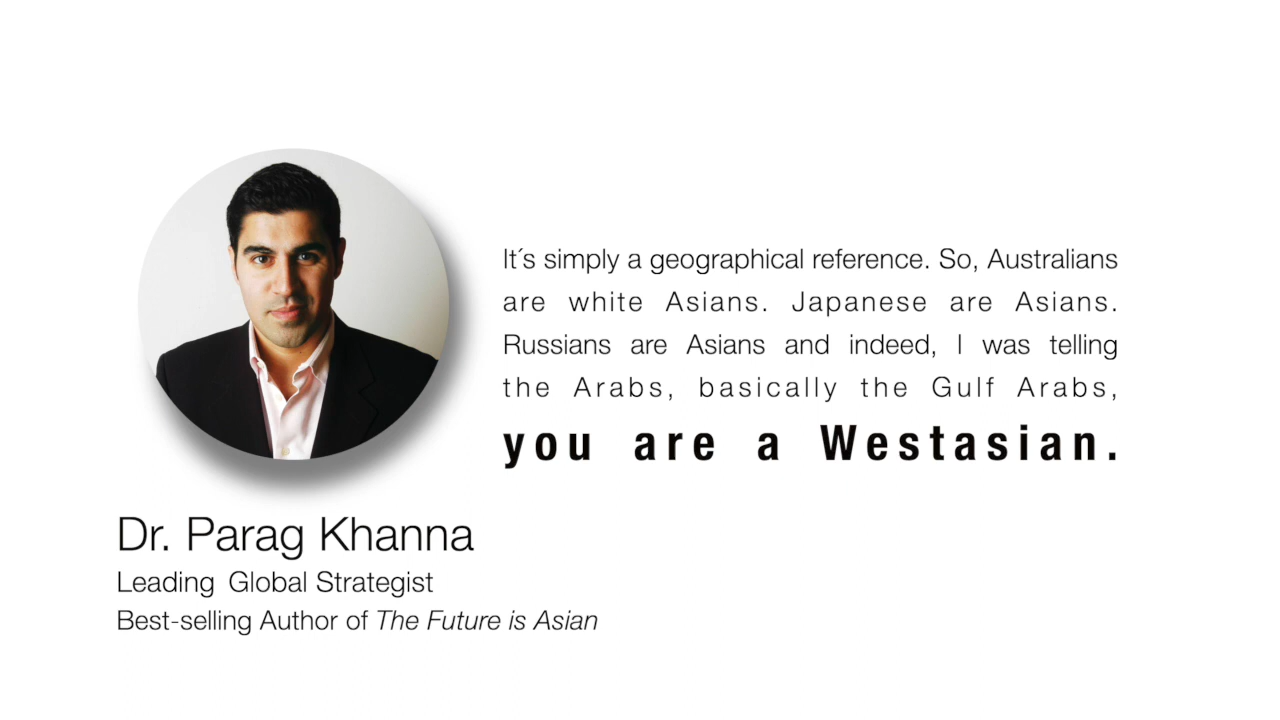 It´s simply a geographical reference. So, Australians
are white Asians. Japanese are Asians.
Russians are Asians and indeed, I was telling
the Arabs, basically the Gulf Arabs,
you are a Westasian.
Dr. Parag Khanna
Leading Global Strategist
Best-selling Author of The Future is Asian